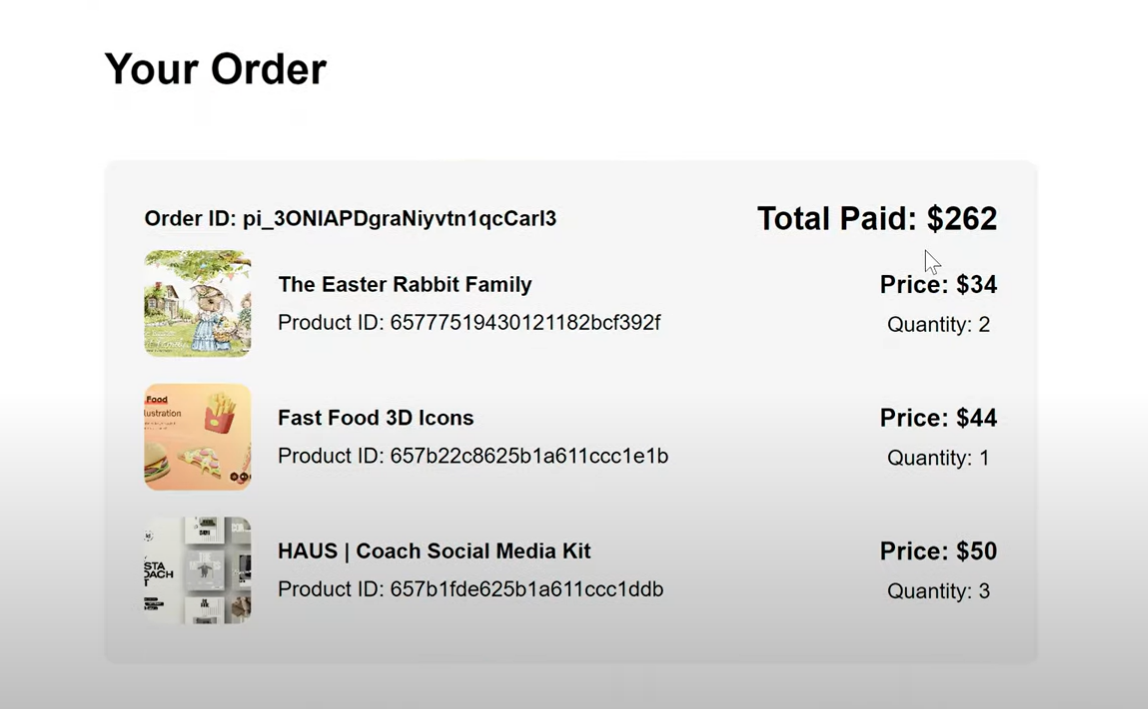 Your Order
Order ID: pi_3ONIAPDgraNiyvtn1qcCarl3
Total Paid: $262
The Easter Rabbit Family
Price: $34
Product ID: 65777519430121182bcf392f
Quantity: 2
Food
lustration
Fast Food 3D Icons
Price: $44
Product ID: 657b22c8625b1a611ccc1e1b
Quantity: 1
STA
OACH
T
HAUS | Coach Social Media Kit
Price: $50
Product ID: 657b1fde625b1a611ccc1ddb
Quantity: 3